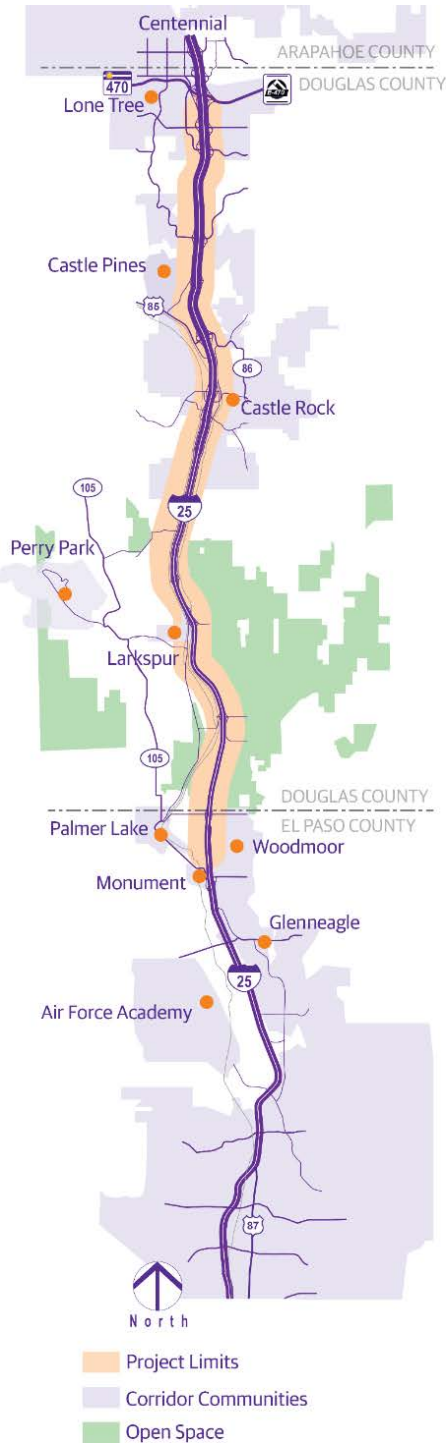 Centennial
ARAPAHOE COUNTY
DOUGLAS COUNTY
470
Lone Tree
Castle Pines
85
86
Castle Rock
105
25
Perry Park
Larkspur
105
DOUGLAS COUNTY
EL PASO COUNTY
Palmer Lake
Woodmoor
Monument
Glenneagle
25
Air Force Academy
87
North
Project Limits
Corridor Communities
Open Space